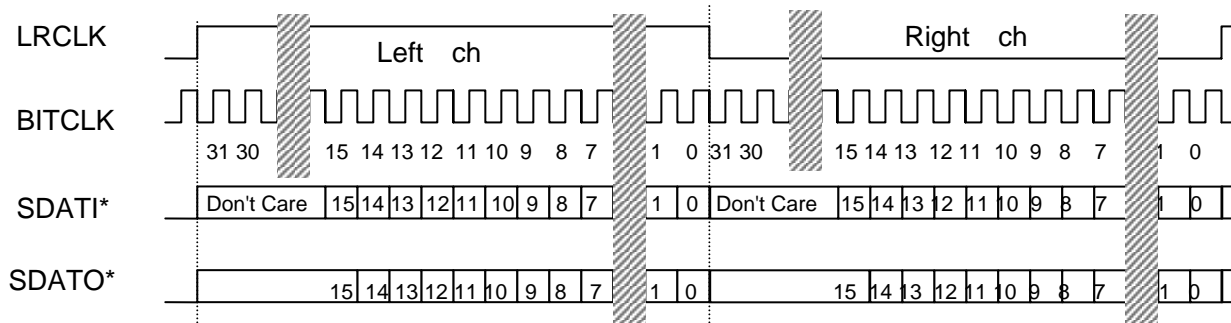 LRCLK
Left ch
Right ch
BITCLK
31 30 15 14 13 12 11 10 9 8 7 1 0 31 30 15 14 13 12 11 10 9 8 7 1 0
SDATI*
Don't Care 15 14 13 12 11 10 9 8 7 1 0 Don't Care 15 14 13 12 11 10 9 8 7 1 0
SDATO*
15 14 13 12 11 10 9 8 7 1 0 15 14 13 12 11 10 9 8 7 1 0